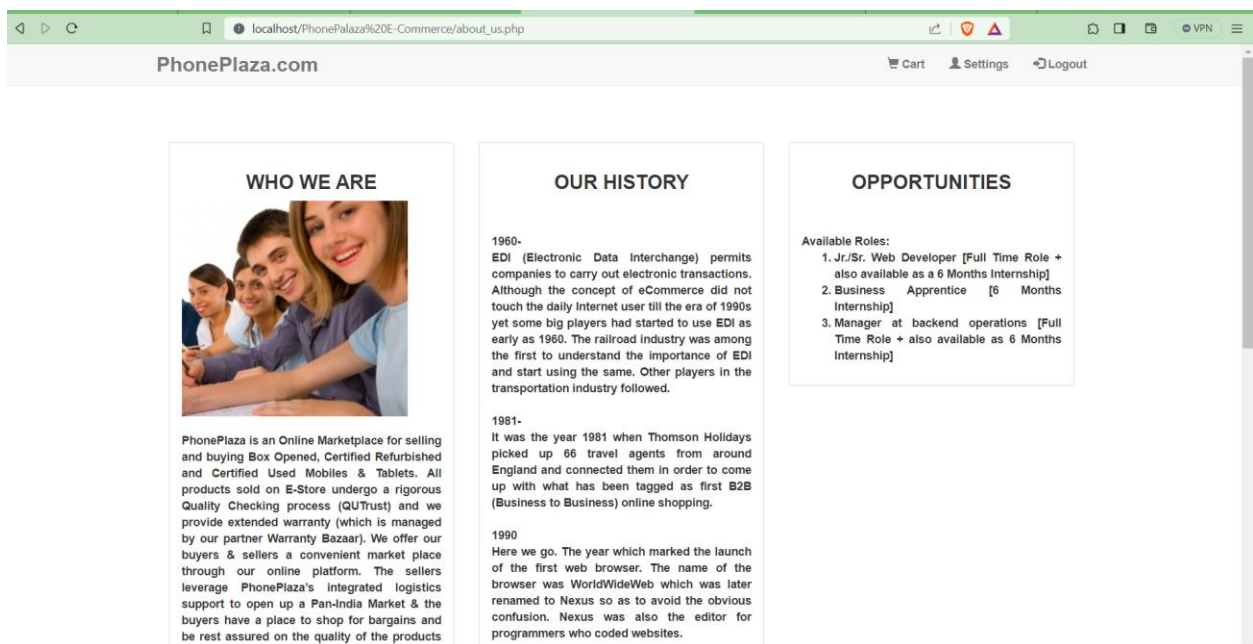 localhost/PhonePalaza%20E-Commerce/about_us.php
VPN
PhonePlaza.com
Cart
Settings
Logout
WHO WE ARE
PhonePlaza is an Online Marketplace for selling
and buying Box Opened, Certified Refurbished
and Certified Used Mobiles & Tablets. All
products sold on E-Store undergo a rigorous
Quality Checking process (QUTrust) and we
provide extended warranty (which is managed
by our partner Warranty Bazaar). We offer our
buyers & sellers a convenient market place
through our online platform. The sellers
leverage PhonePlaza's integrated logistics
support to open up a Pan-India Market & the
buyers have a place to shop for bargains and
be rest assured on the quality of the products
OUR HISTORY
1960-
EDI (Electronic Data Interchange) permits
companies to carry out electronic transactions.
Although the concept of eCommerce did not
touch the daily Internet user till the era of 1990s
yet some big players had started to use EDI as
early as 1960. The railroad industry was among
the first to understand the importance of EDI
and start using the same. Other players in the
transportation industry followed.
1981-
It was the year 1981 when Thomson Holidays
picked up 66 travel agents from around
England and connected them in order to come
up with what has been tagged as first B2B
(Business to Business) online shopping.
1990
Here we go. The year which marked the launch
of the first web browser. The name of the
browser was WorldWideWeb which was later
renamed to Nexus so as to avoid the obvious
confusion. Nexus was also the editor for
programmers who coded websites.
OPPORTUNITIES
Available Roles:
1. Jr./Sr. Web Developer [Full Time Role +
also available as a 6 Months Internship]
2. Business Apprentice [6 Months
Internship]
3. Manager at backend operations [Full
Time Role + also available as 6 Months
Internship]